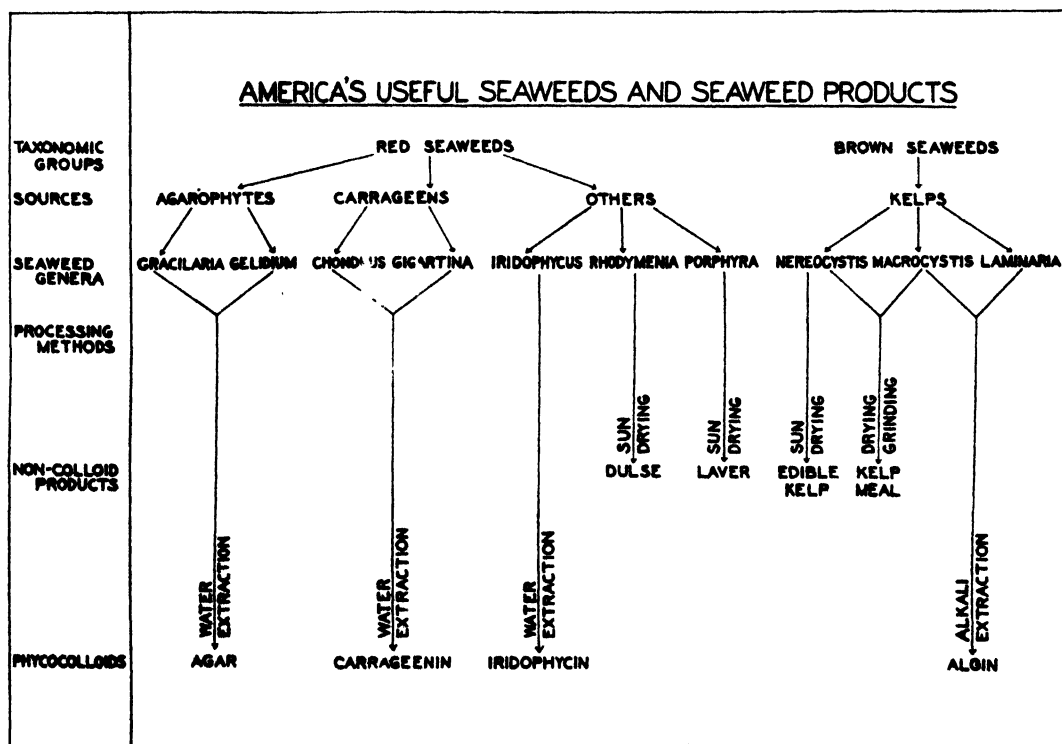 AMERICA'S USEFUL SEAWEEDS AND SEAWEED PRODUCTS
TAXONOMIC
GROUPS
RED SEAWEEDS
BROWN SEAWEEDS
SOURCES
AGAROPHYTES
CARRAGEENS
OTHERS
KELPS
SEAWEED
GENERA
GRACILARIA GELIDIUM
GIGARTINA
IRIDOPHYCUS RHODYMENIA PORPHYRA
NEREOCYSTIS MACROCYSTIS LAMINARIA
PROCESSING
METHODS
SUN
DRYING
SUN
DRYING
SUN
DRYING
DRYING
GRINDING
NON-COLLOID
PRODUCTS
DULSE
LAVER
EDIBLE
KELP
KELP
MEAL
WATER
EXTRACTION
WATER
EXTRACTION
WATER
EXTRACTION
ALKALI
EXTRACTION
PHYCOCOLLOIDS
AGAR
CARRAGEENIN
IRIDOPHYCIN
ALGIN